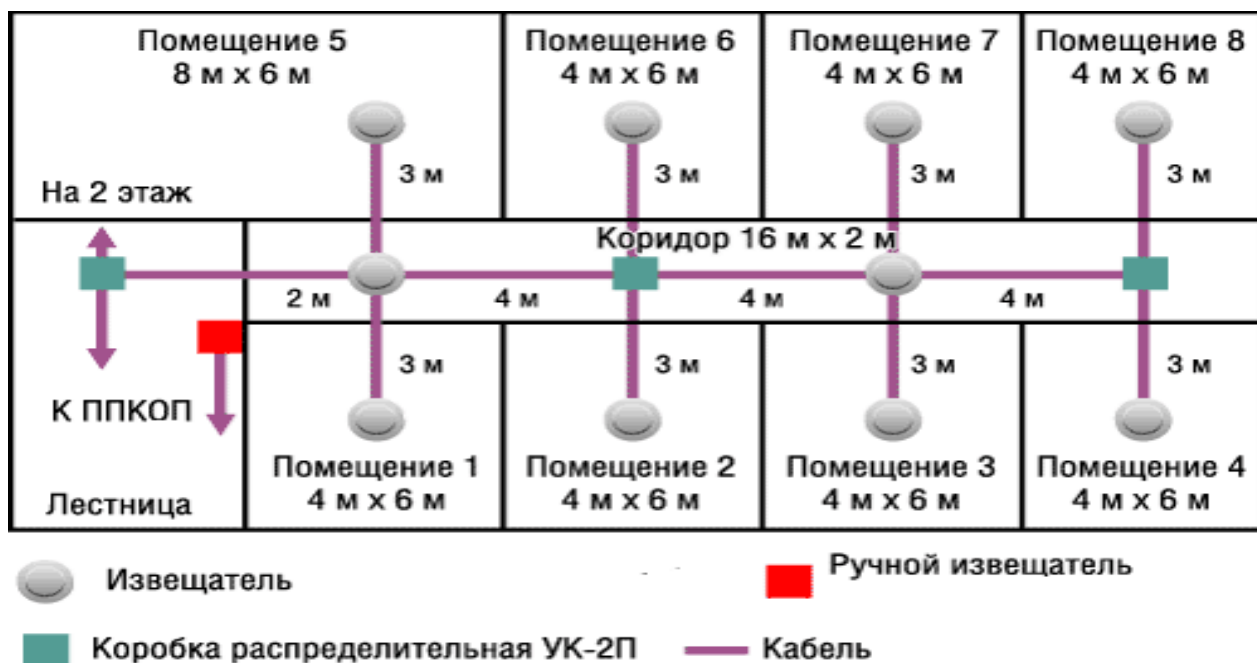 Помещение 5
8 м х 6 м
Помещение 6
4 м х 6 м
Помещение 7
4 м х 6 м
Помещение 8
4 м х 6 м
3 м
3 м
3 м
3 м
На 2 этаж
Коридор 16 м х 2 м
2 м
4 м
4 м
4 м
3 м
3 м
3 м
3 м
К ППКОП
Лестница
Помещение 1
4 м х 6 м
Помещение 2
4 м х 6 м
Помещение 3
4 м х 6 м
Помещение 4
4 м х 6 м
Извещатель
Ручной извещатель
Коробка распределительная УК-2П
Кабель